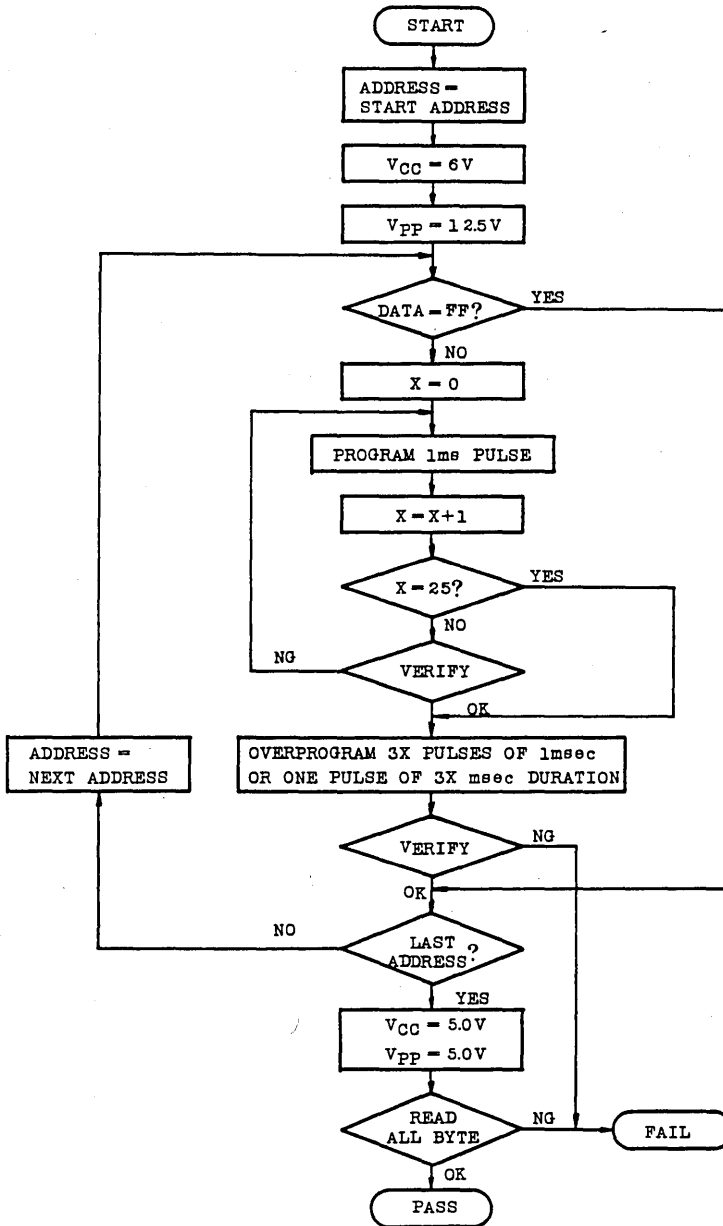 START
ADDRESS =
START ADDRESS
VCC = 6V
VPP = 12.5V
DATA = FF?
YES
NO
X = 0
PROGRAM 1ms PULSE
X = X+1
X = 25?
YES
NO
NG
VERIFY
OK
ADDRESS =
NEXT ADDRESS
OVERPROGRAM 3X PULSES OF 1msec
OR ONE PULSE OF 3X msec DURATION
VERIFY
NG
OK
NO
LAST
ADDRESS?
YES
VCC = 5.0V
VPP = 5.0V
READ
ALL BYTE
NG
FAIL
OK
PASS